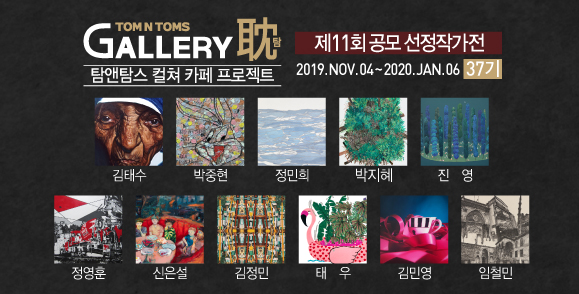 TOM N TOMS
GALLERY 耽 탐
탐앤탐스 컬쳐 카페 프로젝트
제11회 공모 선정작가전
2019.NOV.04~2020.JAN.06 37기
김태수 박중현 정민희 박지혜 진 영
정영훈 신은설 김정민 태 우 김민영 임철민